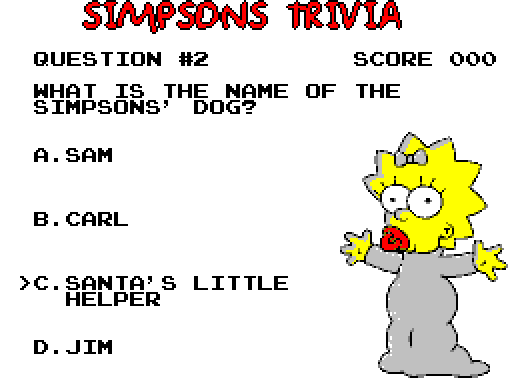 SIMPSONS TRIVIA
QUESTION #2 SCORE 000
WHAT IS THE NAME OF THE
SIMPSONS' DOG?
A.SAM
B.CARL
>C.SANTA'S LITTLE
HELPER
D.JIM